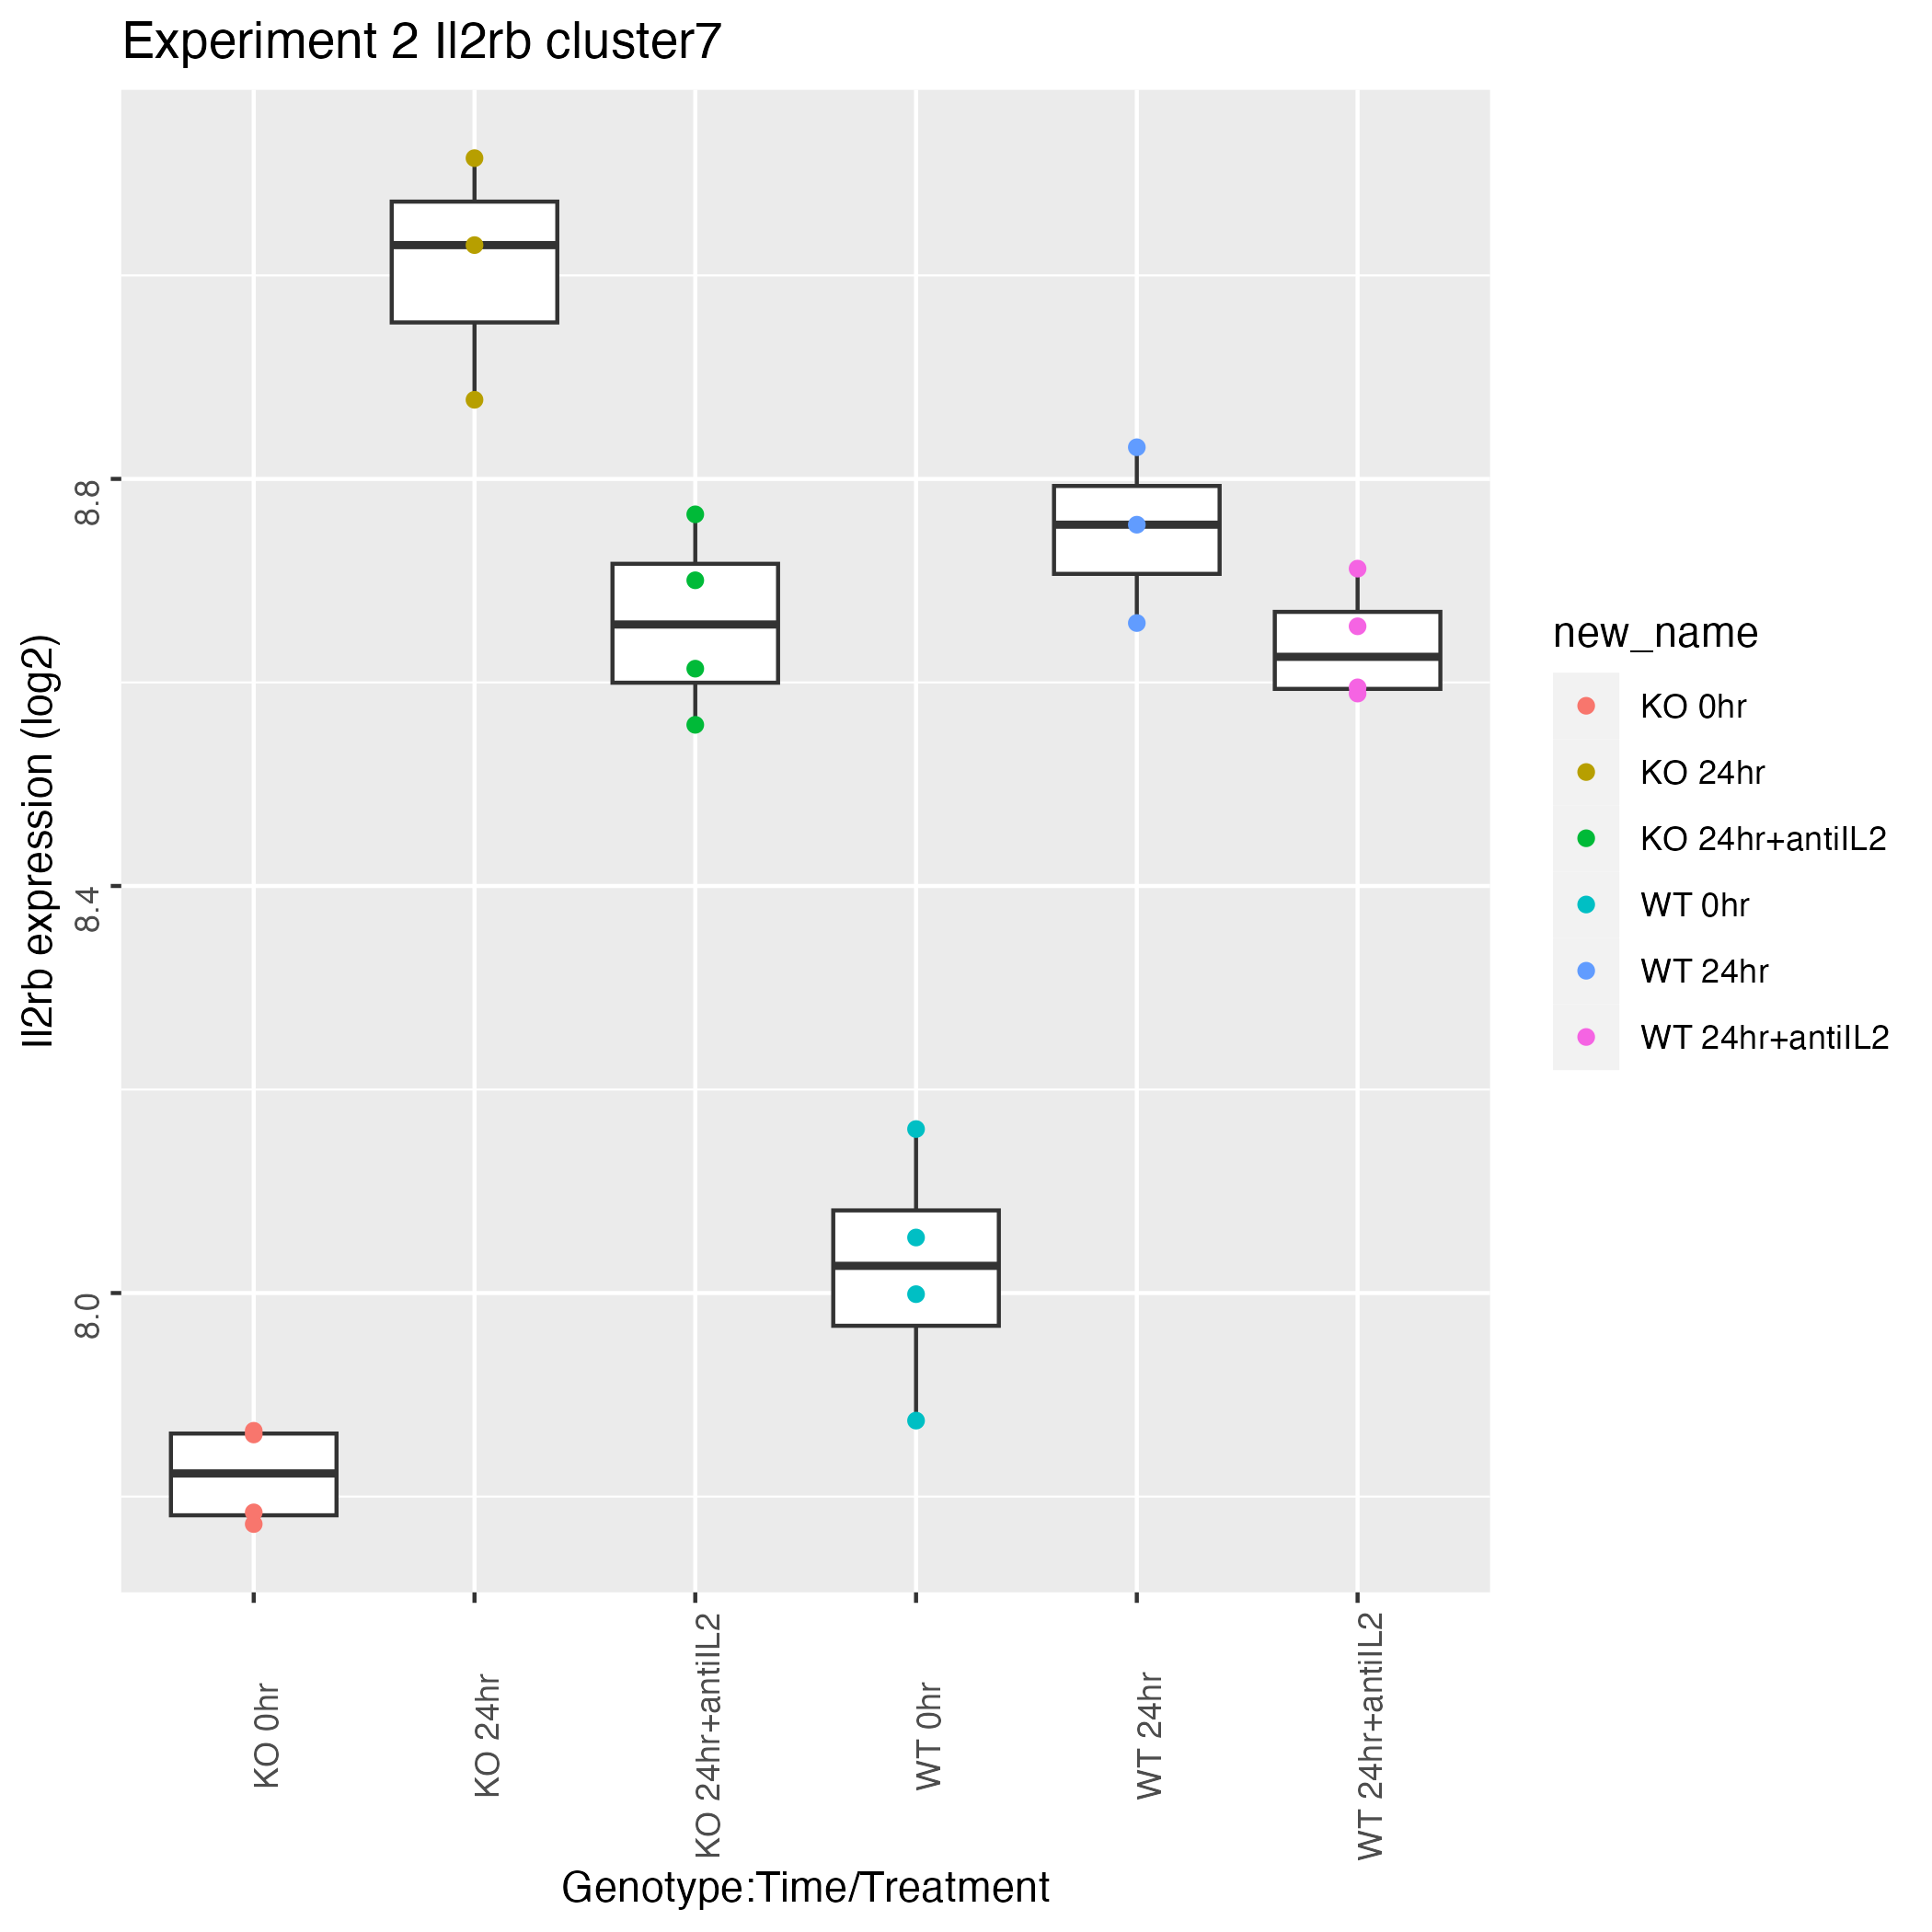 Experiment 2 Il2rb cluster7
Il2rb expression (log2)
8.8
8.4
8.0
KO 0hr
KO 24hr
KO 24hr+antiIL2
WT 0hr
WT 24hr
WT 24hr+antiIL2
Genotype:Time/Treatment
new_name
KO 0hr
KO 24hr
KO 24hr+antiIL2
WT 0hr
WT 24hr
WT 24hr+antiIL2